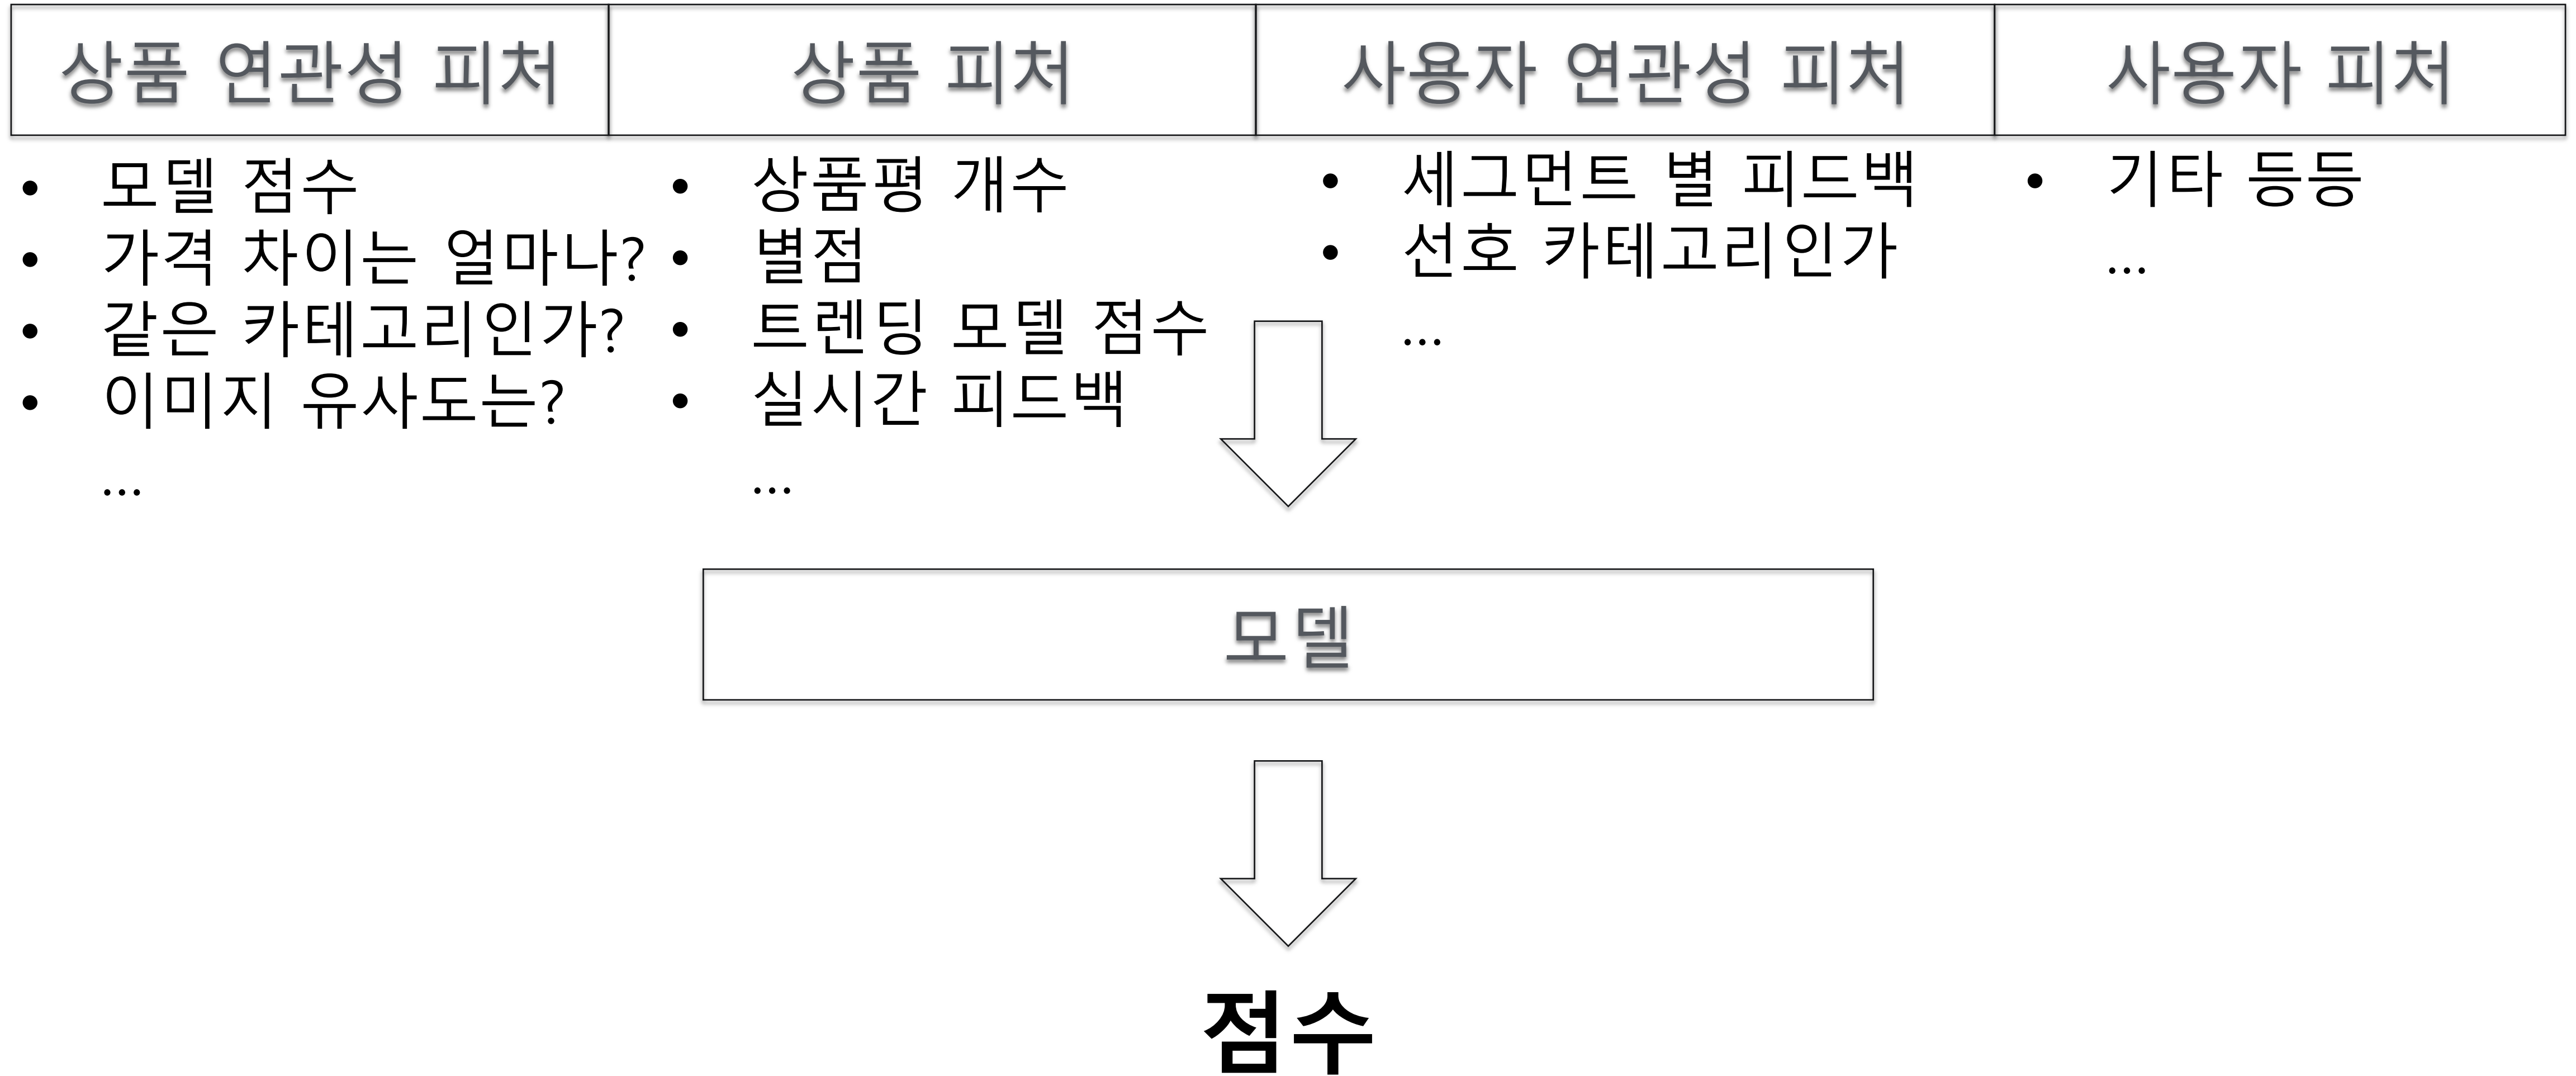 상품 연관성 피처
상품 피처
사용자 연관성 피처
사용자 피처
• 모델 점수
• 가격 차이는 얼마나?
• 같은 카테고리인가?
• 이미지 유사도는?
...
• 상품평 개수
• 별점
• 트렌딩 모델 점수
• 실시간 피드백
...
• 세그먼트 별 피드백
• 선호 카테고리인가
...
• 기타 등등
...
모델
점수